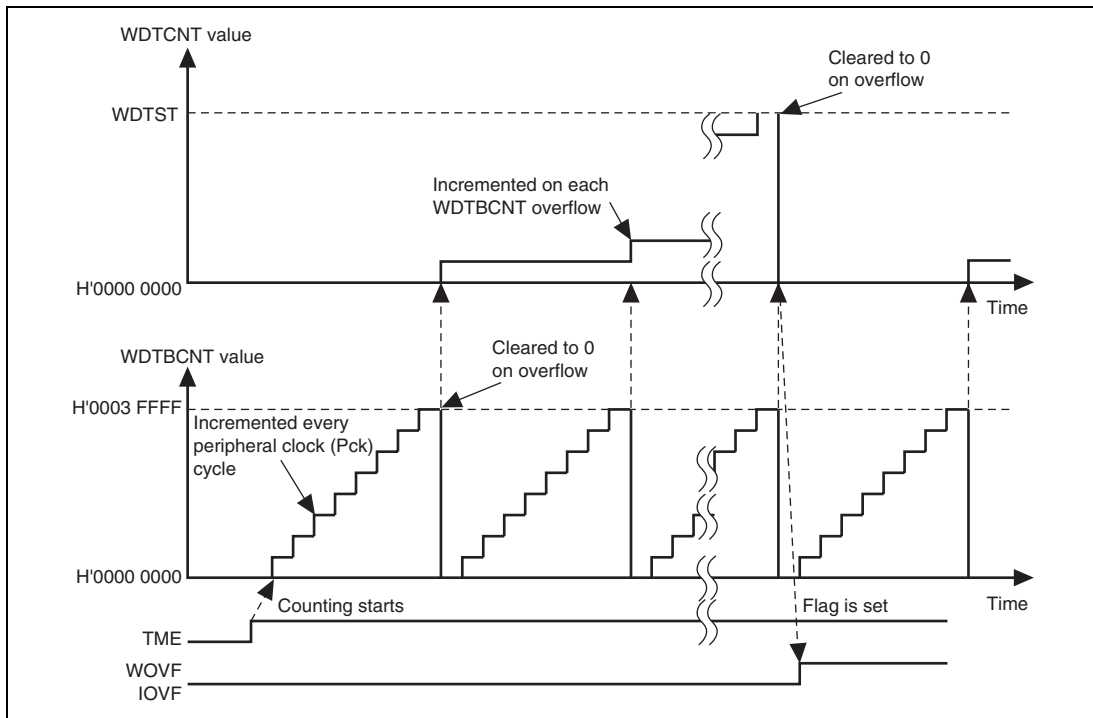 WDTCNT value
Cleared to 0
on overflow
WDTST
Incremented on each
WDTBCNT overflow
H'0000 0000
Time
WDTBCNT value
Cleared to 0
on overflow
H'0003 FFFF
Incremented every
peripheral clock (Pck)
cycle
H'0000 0000
Time
Counting starts
Flag is set
TME
WOVF
IOVF